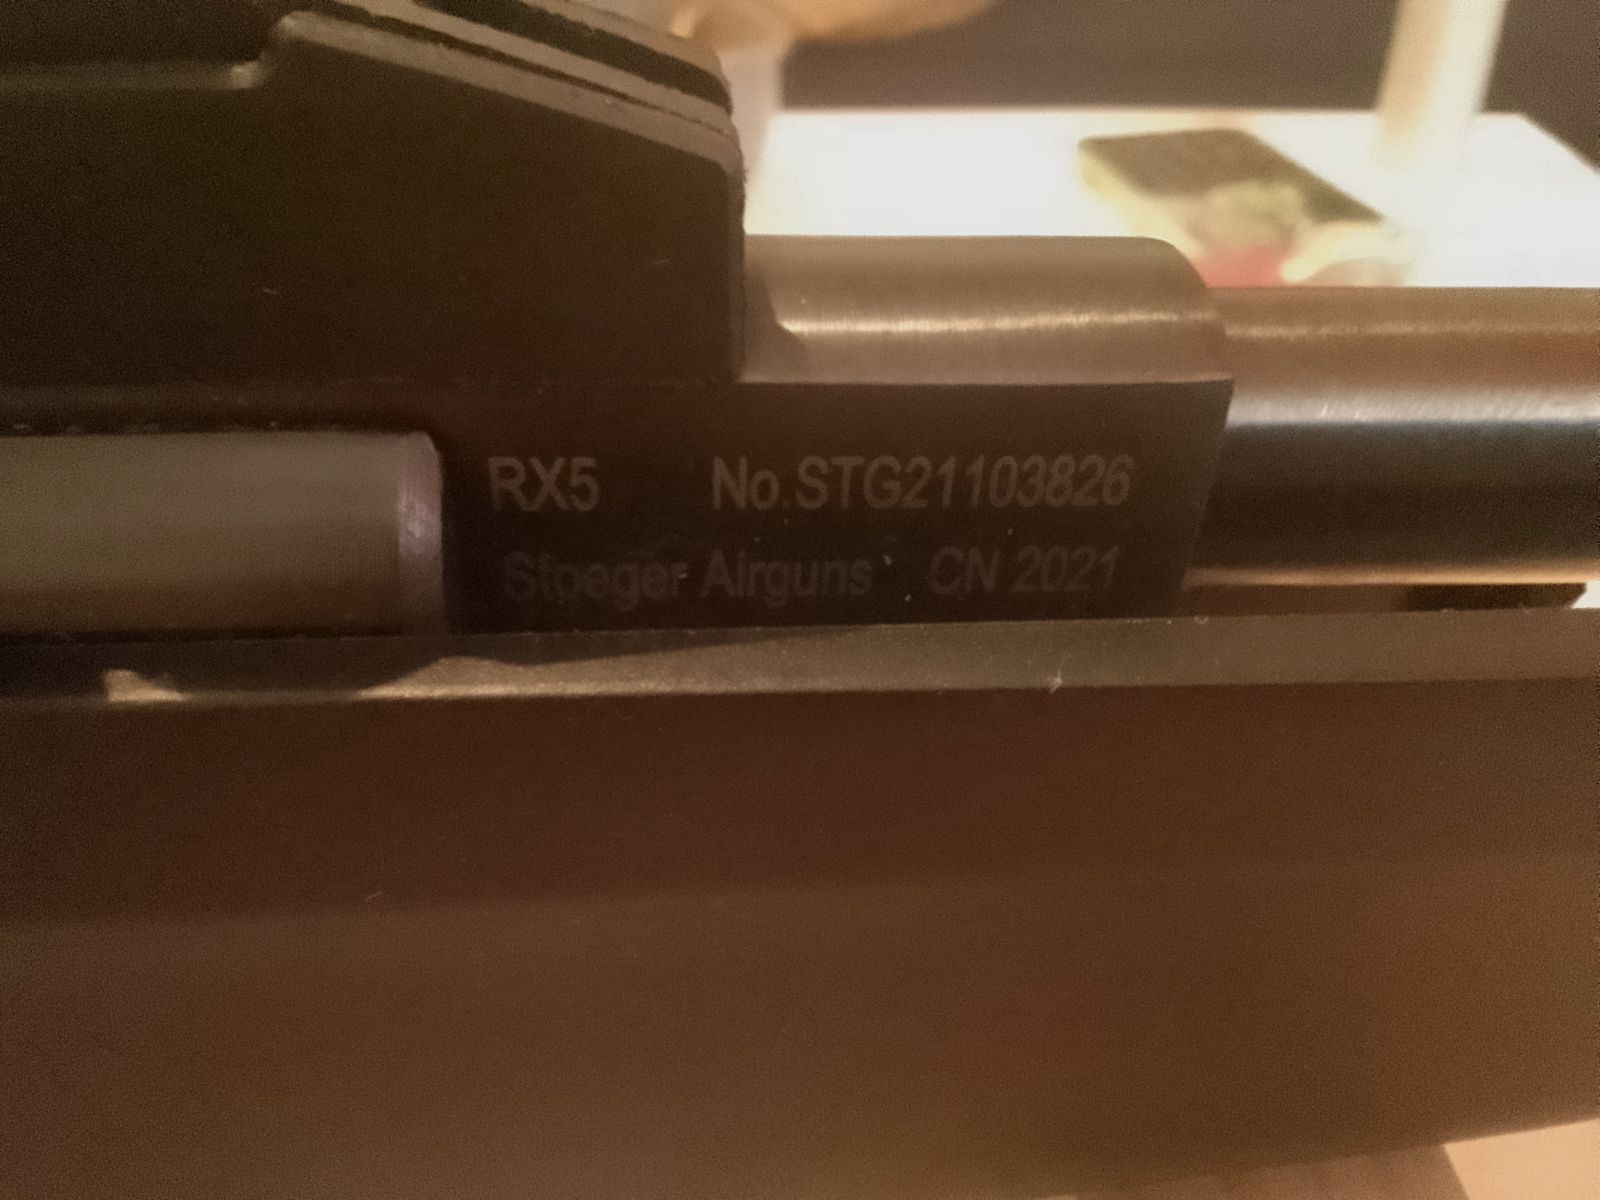 RX5 No.STG21103826
Stoeger Airguns CN 2021